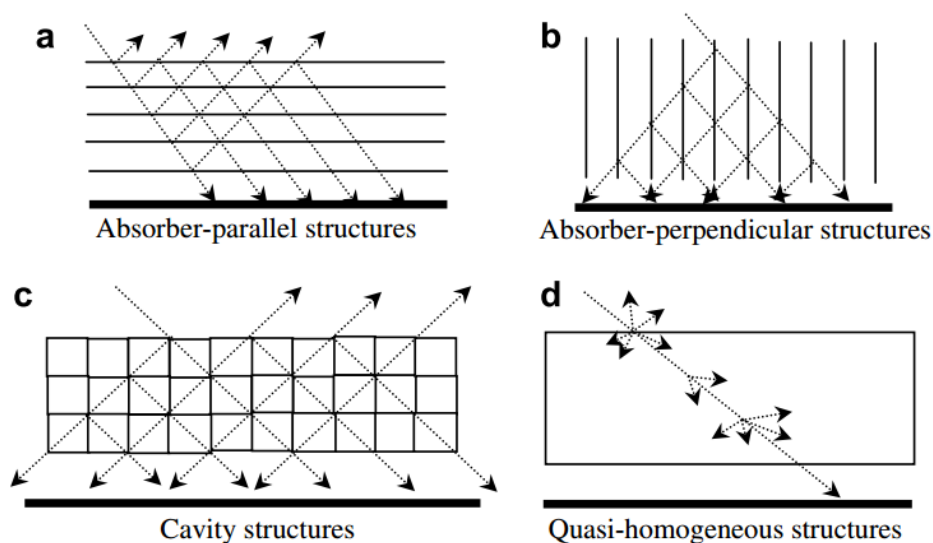 a
Absorber-parallel structures
b
Absorber-perpendicular structures
c
Cavity structures
d
Quasi-homogeneous structures